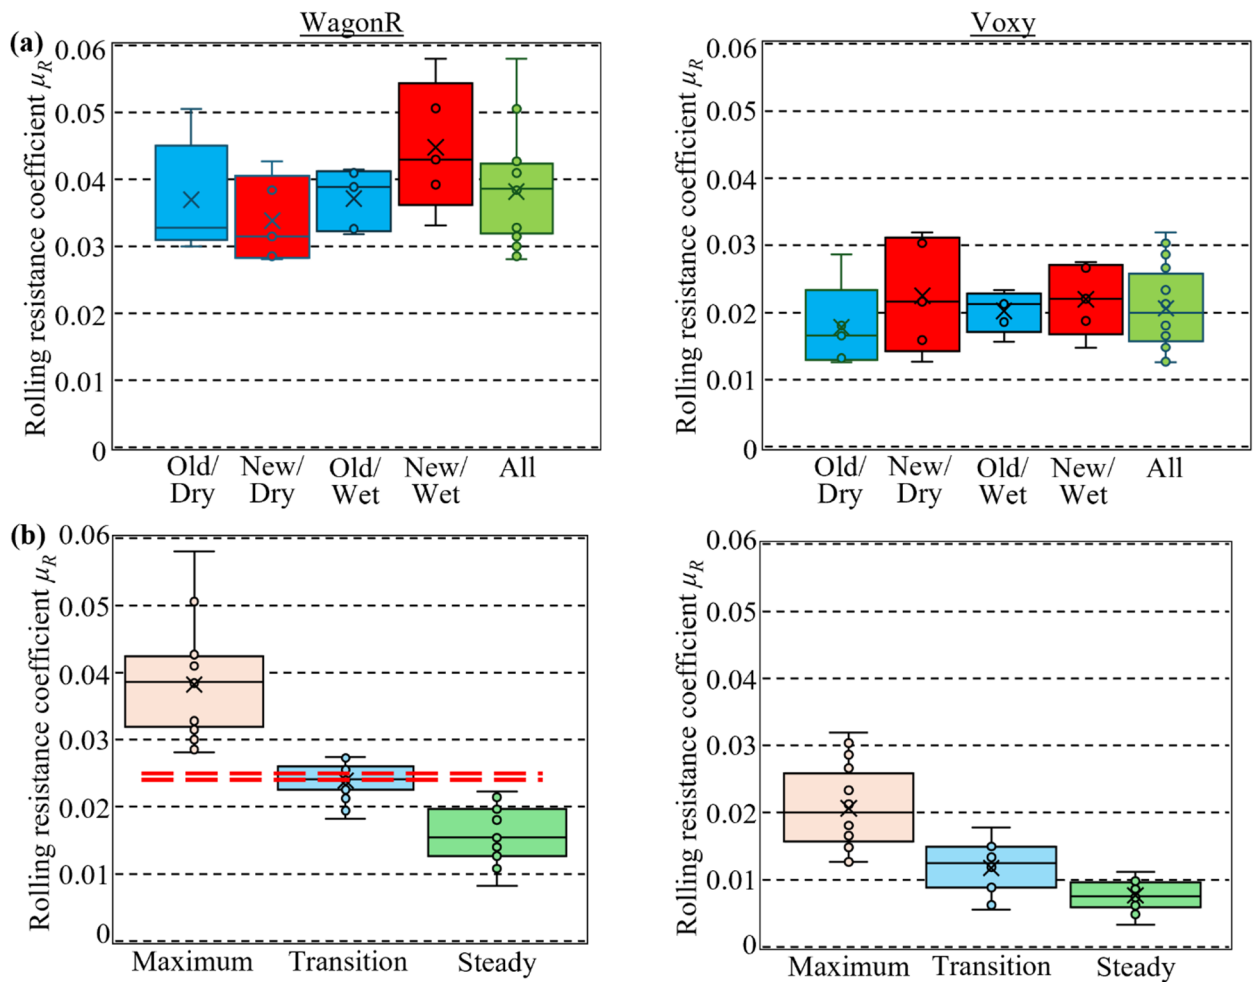 WagonR
(a)
0.06
0.05
0.04
0.03
0.02
0.01
0
Rolling resistance coefficient μR
Old/
Dry
New/
Dry
Old/
Wet
New/
Wet
All
Voxy
0.06
0.05
0.04
0.03
0.02
0.01
0
Rolling resistance coefficient μR
Old/
Dry
New/
Dry
Old/
Wet
New/
Wet
All
(b)
0.06
0.05
0.04
0.03
0.02
0.01
0
Rolling resistance coefficient μR
Maximum
Transition
Steady
0.06
0.05
0.04
0.03
0.02
0.01
0
Rolling resistance coefficient μR
Maximum
Transition
Steady